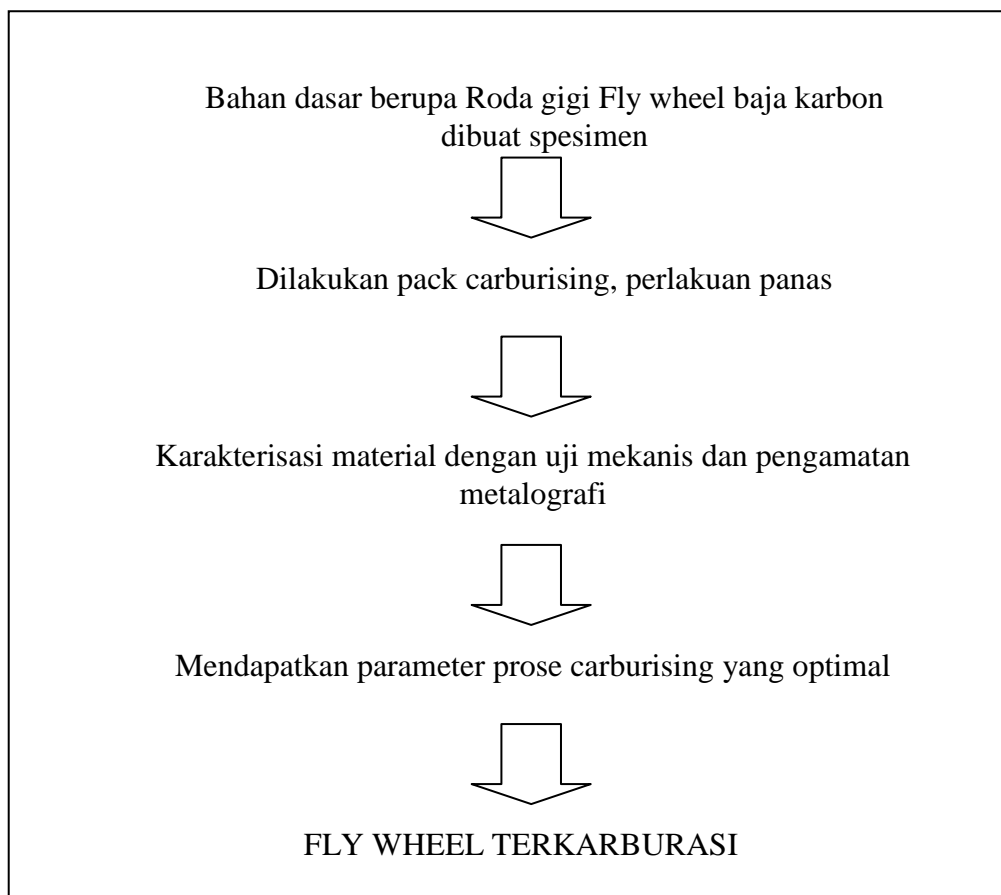 Bahan dasar berupa Roda gigi Fly wheel baja karbon
dibuat spesimen
Dilakukan pack carburising, perlakuan panas
Karakterisasi material dengan uji mekanis dan pengamatan
metalografi
Mendapatkan parameter prose carburising yang optimal
FLY WHEEL TERKARBURASI